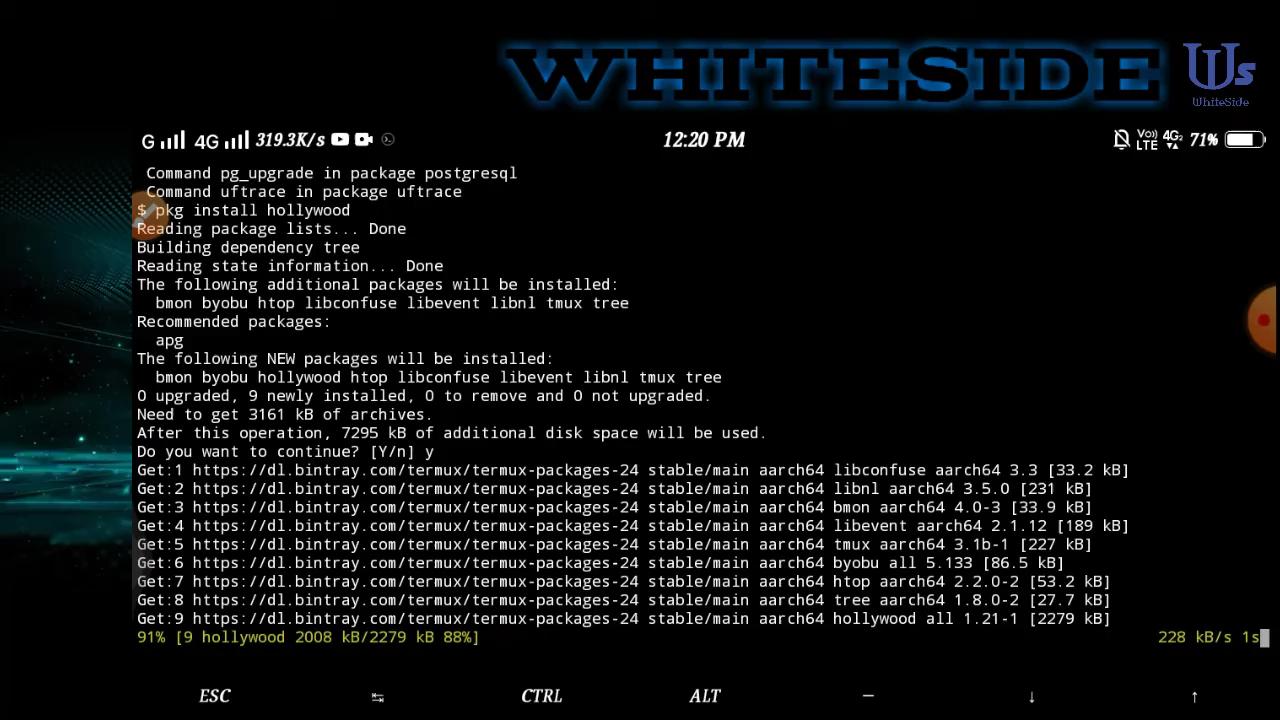 WHITESIDE
Ws
WhiteSide
G 4G 319.3K/s 12:20 PM Vo) LTE 4G2 71%
Command pg_upgrade in package postgresql
Command uftrace in package uftrace
$ pkg install hollywood
Reading package lists... Done
Building dependency tree
Reading state information... Done
The following additional packages will be installed:
bmon byobu htop libconfuse libevent libnl tmux tree
Recommended packages:
apg
The following NEW packages will be installed:
bmon byobu hollywood htop libconfuse libevent libnl tmux tree
0 upgraded, 9 newly installed, 0 to remove and 0 not upgraded.
Need to get 3161 kB of archives.
After this operation, 7295 kB of additional disk space will be used.
Do you want to continue? [Y/n] y
Get:1 https://dl.bintray.com/termux/termux-packages-24 stable/main aarch64 libconfuse aarch64 3.3 [33.2 kB]
Get:2 https://dl.bintray.com/termux/termux-packages-24 stable/main aarch64 libnl aarch64 3.5.0 [231 kB]
Get:3 https://dl.bintray.com/termux/termux-packages-24 stable/main aarch64 bmon aarch64 4.0-3 [33.9 kB]
Get:4 https://dl.bintray.com/termux/termux-packages-24 stable/main aarch64 libevent aarch64 2.1.12 [189 kB]
Get:5 https://dl.bintray.com/termux/termux-packages-24 stable/main aarch64 tmux aarch64 3.1b-1 [227 kB]
Get:6 https://dl.bintray.com/termux/termux-packages-24 stable/main aarch64 byobu all 5.133 [86.5 kB]
Get:7 https://dl.bintray.com/termux/termux-packages-24 stable/main aarch64 htop aarch64 2.2.0-2 [53.2 kB]
Get:8 https://dl.bintray.com/termux/termux-packages-24 stable/main aarch64 tree aarch64 1.8.0-2 [27.7 kB]
Get:9 https://dl.bintray.com/termux/termux-packages-24 stable/main aarch64 hollywood all 1.21-1 [2279 kB]
91% [9 hollywood 2008 kB/2279 kB 88%] 228 kB/s 1s
ESC ↹ CTRL ALT – ↓ ↑